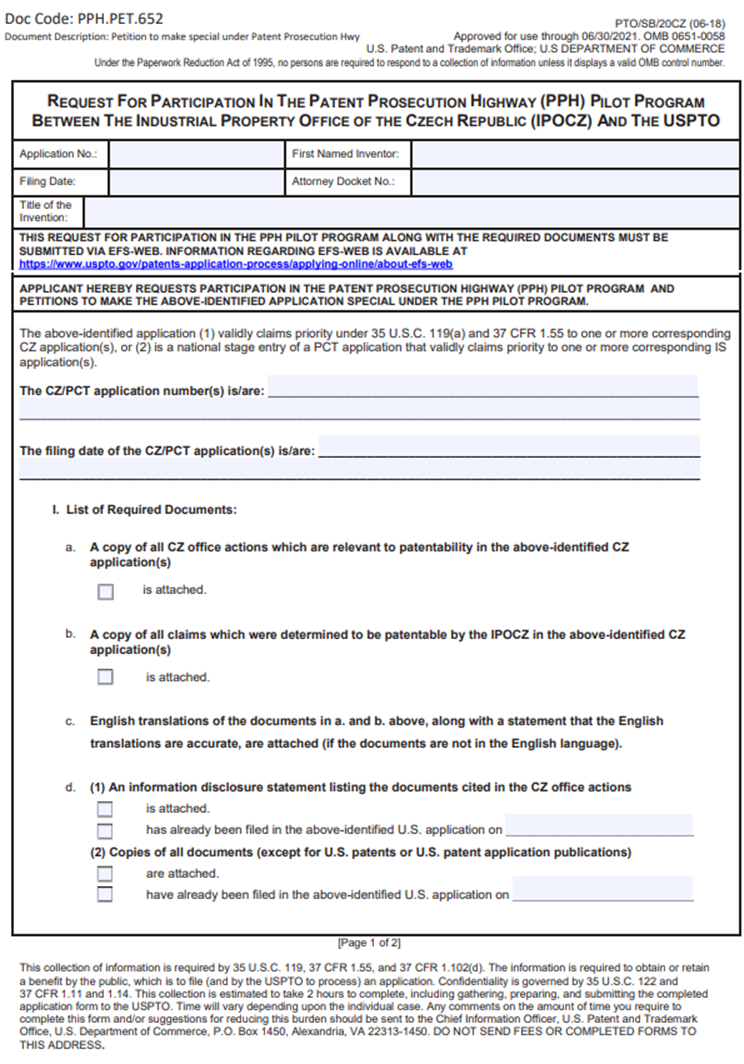 Doc Code: PPH.PET.652
Document Description: Petition to make special under Patent Prosecution Hwy
PTO/SB/20CZ (06-18)
Approved for use through 06/30/2021. OMB 0651-0058
U.S. Patent and Trademark Office; U.S DEPARTMENT OF COMMERCE
Under the Paperwork Reduction Act of 1995, no persons are required to respond to a collection of information unless it displays a valid OMB control number.
REQUEST FOR PARTICIPATION IN THE PATENT PROSECUTION HIGHWAY (PPH) PILOT PROGRAM
BETWEEN THE INDUSTRIAL PROPERTY OFFICE OF THE CZECH REPUBLIC (IPOCZ) AND THE USPTO
Application No.:
First Named Inventor:
Filing Date:
Attorney Docket No.:
Title of the
Invention:
THIS REQUEST FOR PARTICIPATION IN THE PPH PILOT PROGRAM ALONG WITH THE REQUIRED DOCUMENTS MUST BE
SUBMITTED VIA EFS-WEB. INFORMATION REGARDING EFS-WEB IS AVAILABLE AT
https://www.uspto.gov/patents-application-process/applying-online/about-efs-web
APPLICANT HEREBY REQUESTS PARTICIPATION IN THE PATENT PROSECUTION HIGHWAY (PPH) PILOT PROGRAM AND
PETITIONS TO MAKE THE ABOVE-IDENTIFIED APPLICATION SPECIAL UNDER THE PPH PILOT PROGRAM.
The above-identified application (1) validly claims priority under 35 U.S.C. 119(a) and 37 CFR 1.55 to one or more corresponding
CZ application(s), or (2) is a national stage entry of a PCT application that validly claims priority to one or more corresponding IS
application(s).
The CZ/PCT application number(s) is/are:
The filing date of the CZ/PCT application(s) is/are:
I. List of Required Documents:
a. A copy of all CZ office actions which are relevant to patentability in the above-identified CZ
application(s)
is attached.
b. A copy of all claims which were determined to be patentable by the IPOCZ in the above-identified CZ
application(s)
is attached.
c. English translations of the documents in a. and b. above, along with a statement that the English
translations are accurate, are attached (if the documents are not in the English language).
d. (1) An information disclosure statement listing the documents cited in the CZ office actions
is attached.
has already been filed in the above-identified U.S. application on
(2) Copies of all documents (except for U.S. patents or U.S. patent application publications)
are attached.
have already been filed in the above-identified U.S. application on
[Page 1 of 2]
This collection of information is required by 35 U.S.C. 119, 37 CFR 1.55, and 37 CFR 1.102(d). The information is required to obtain or retain
a benefit by the public, which is to file (and by the USPTO to process) an application. Confidentiality is governed by 35 U.S.C. 122 and
37 CFR 1.11 and 1.14. This collection is estimated to take 2 hours to complete, including gathering, preparing, and submitting the completed
application form to the USPTO. Time will vary depending upon the individual case. Any comments on the amount of time you require to
complete this form and/or suggestions for reducing this burden should be sent to the Chief Information Officer, U.S. Patent and Trademark
Office, U.S. Department of Commerce, P.O. Box 1450, Alexandria, VA 22313-1450. DO NOT SEND FEES OR COMPLETED FORMS TO
THIS ADDRESS.